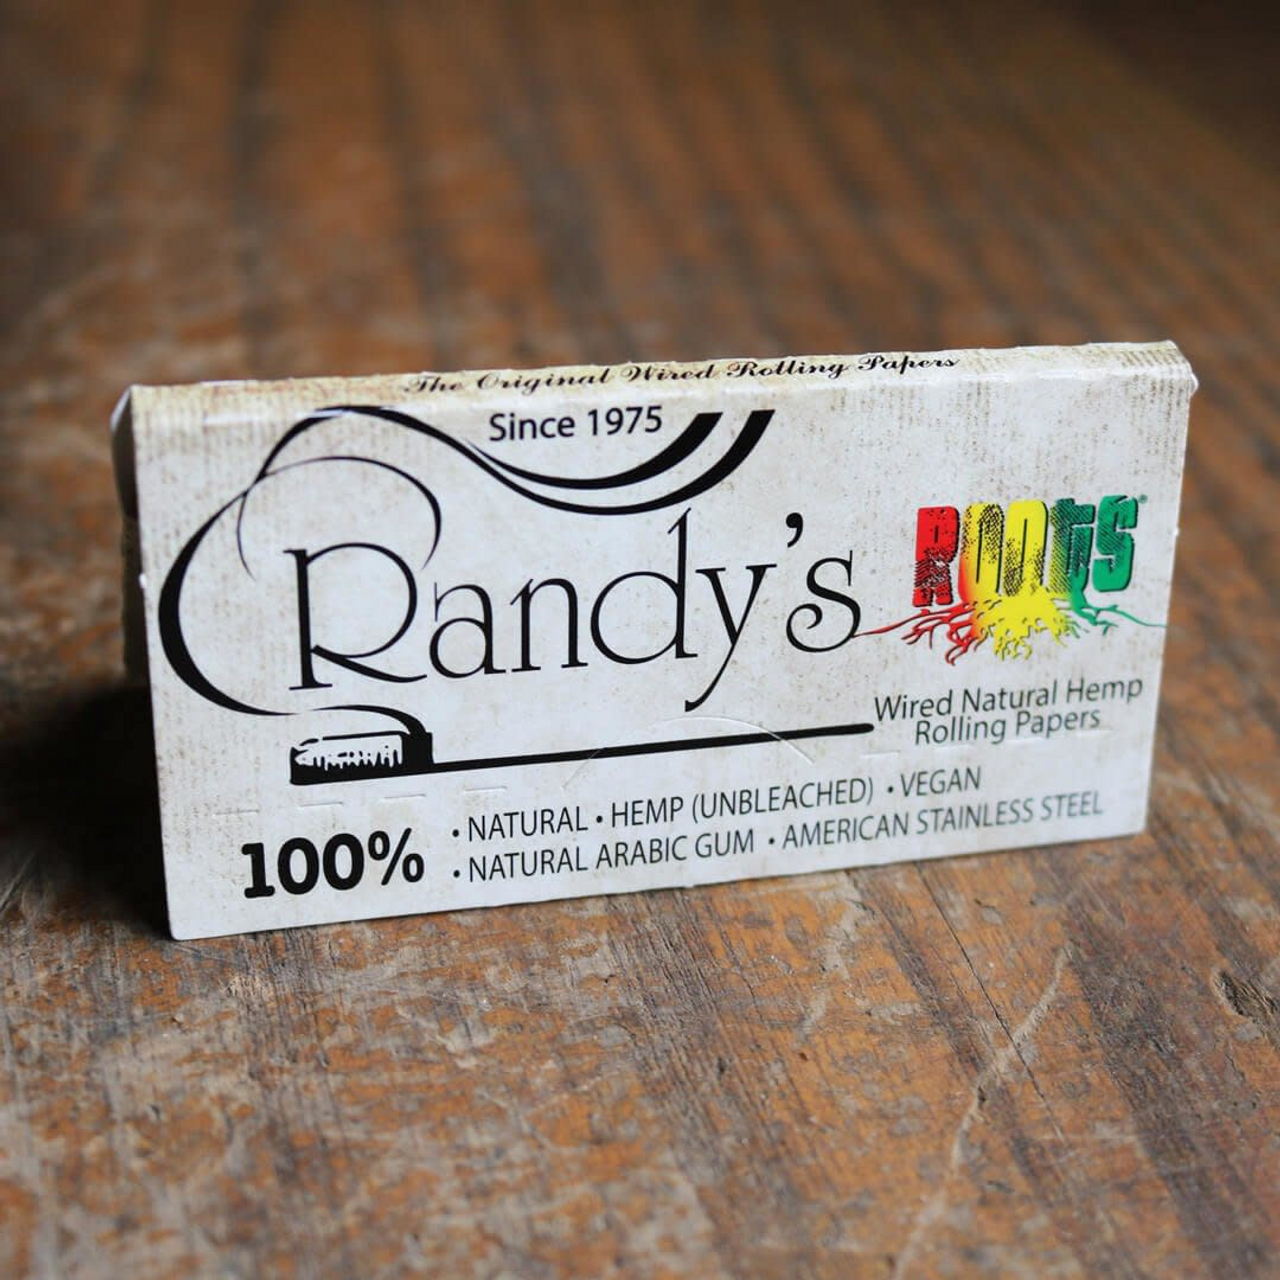 The Original Wired Rolling Papers
Since 1975
Randy's
ROOTS®
Wired Natural Hemp
Rolling Papers
100%
• NATURAL • HEMP (UNBLEACHED) • VEGAN
• NATURAL ARABIC GUM • AMERICAN STAINLESS STEEL